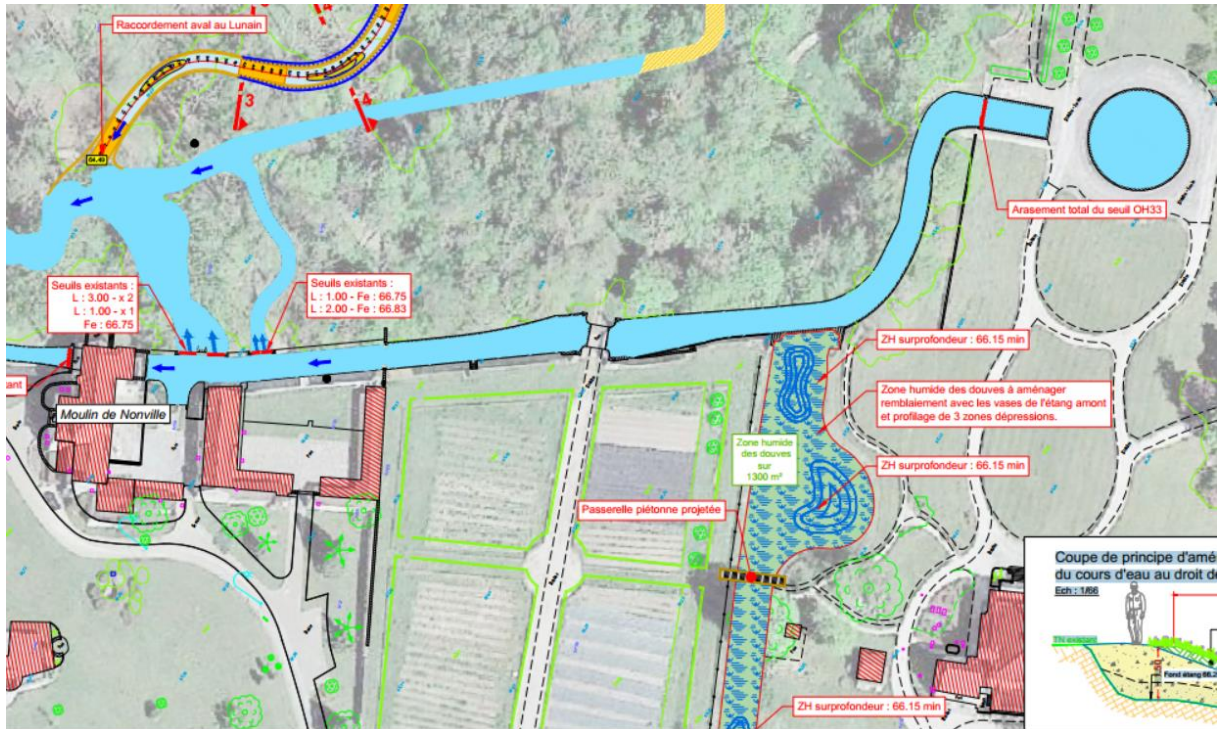 Raccordement aval au Lunain
3
4
64.49
Arasement total du seuil OH33
Seuils existants :
L : 3.00 - x 2
L : 1.00 - x 1
Fe : 66.75
Seuils existants :
L : 1.00 - Fe : 66.75
L : 2.00 - Fe : 66.83
ZH surprofondeur : 66.15 min
tant
Moulin de Nonville
Zone humide des douves à aménager
remblaiement avec les vases de l'étang amont
et profilage de 3 zones dépressions.
Zone humide
des douves
sur
1300 m²
ZH surprofondeur : 66.15 min
Passerelle piétonne projetée
Coupe de principe d'amé
du cours d'eau au droit de
Ech : 1/66
TN existant
Fond étang 66.2
ZH surprofondeur : 66.15 min